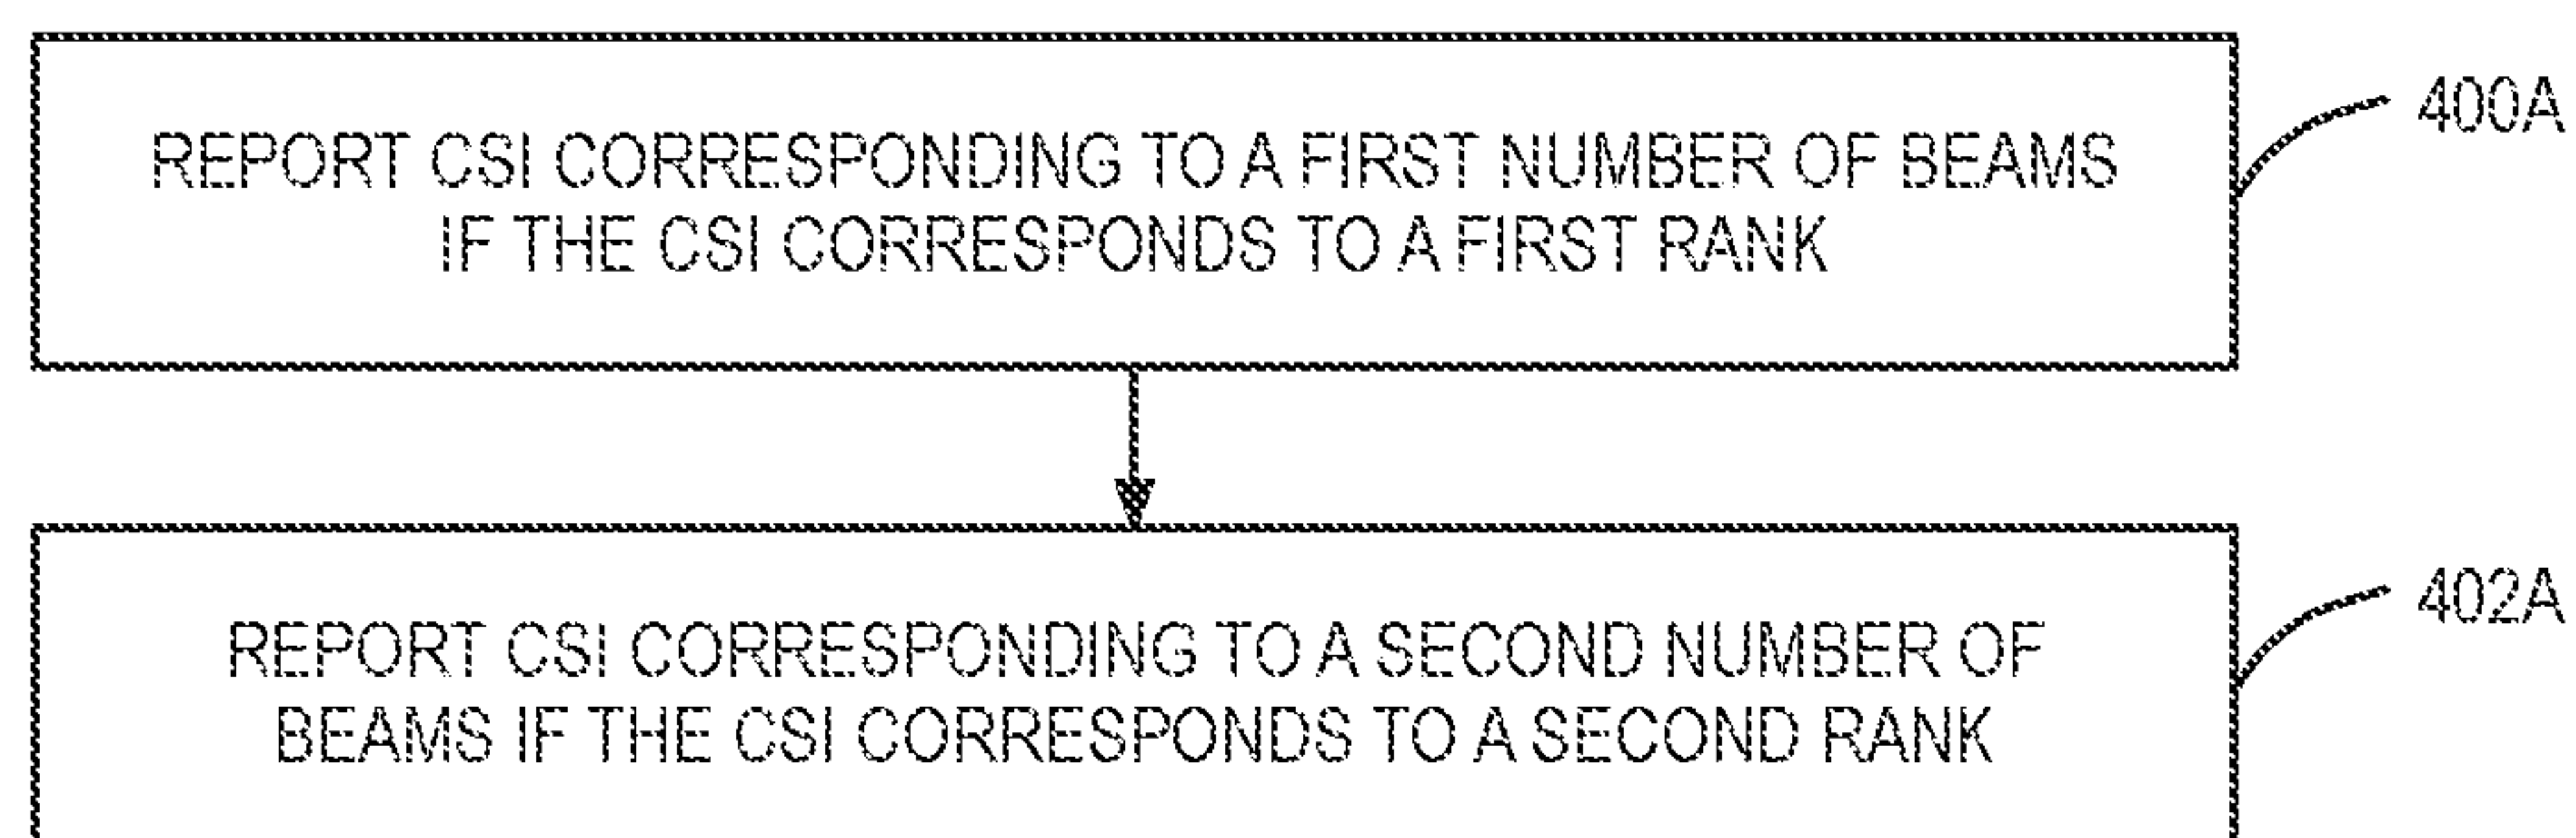 REPORT CSI CORRESPONDING TO A FIRST NUMBER OF BEAMS
IF THE CSI CORRESPONDS TO A FIRST RANK
400A
REPORT CSI CORRESPONDING TO A SECOND NUMBER OF
BEAMS IF THE CSI CORRESPONDS TO A SECOND RANK
402A